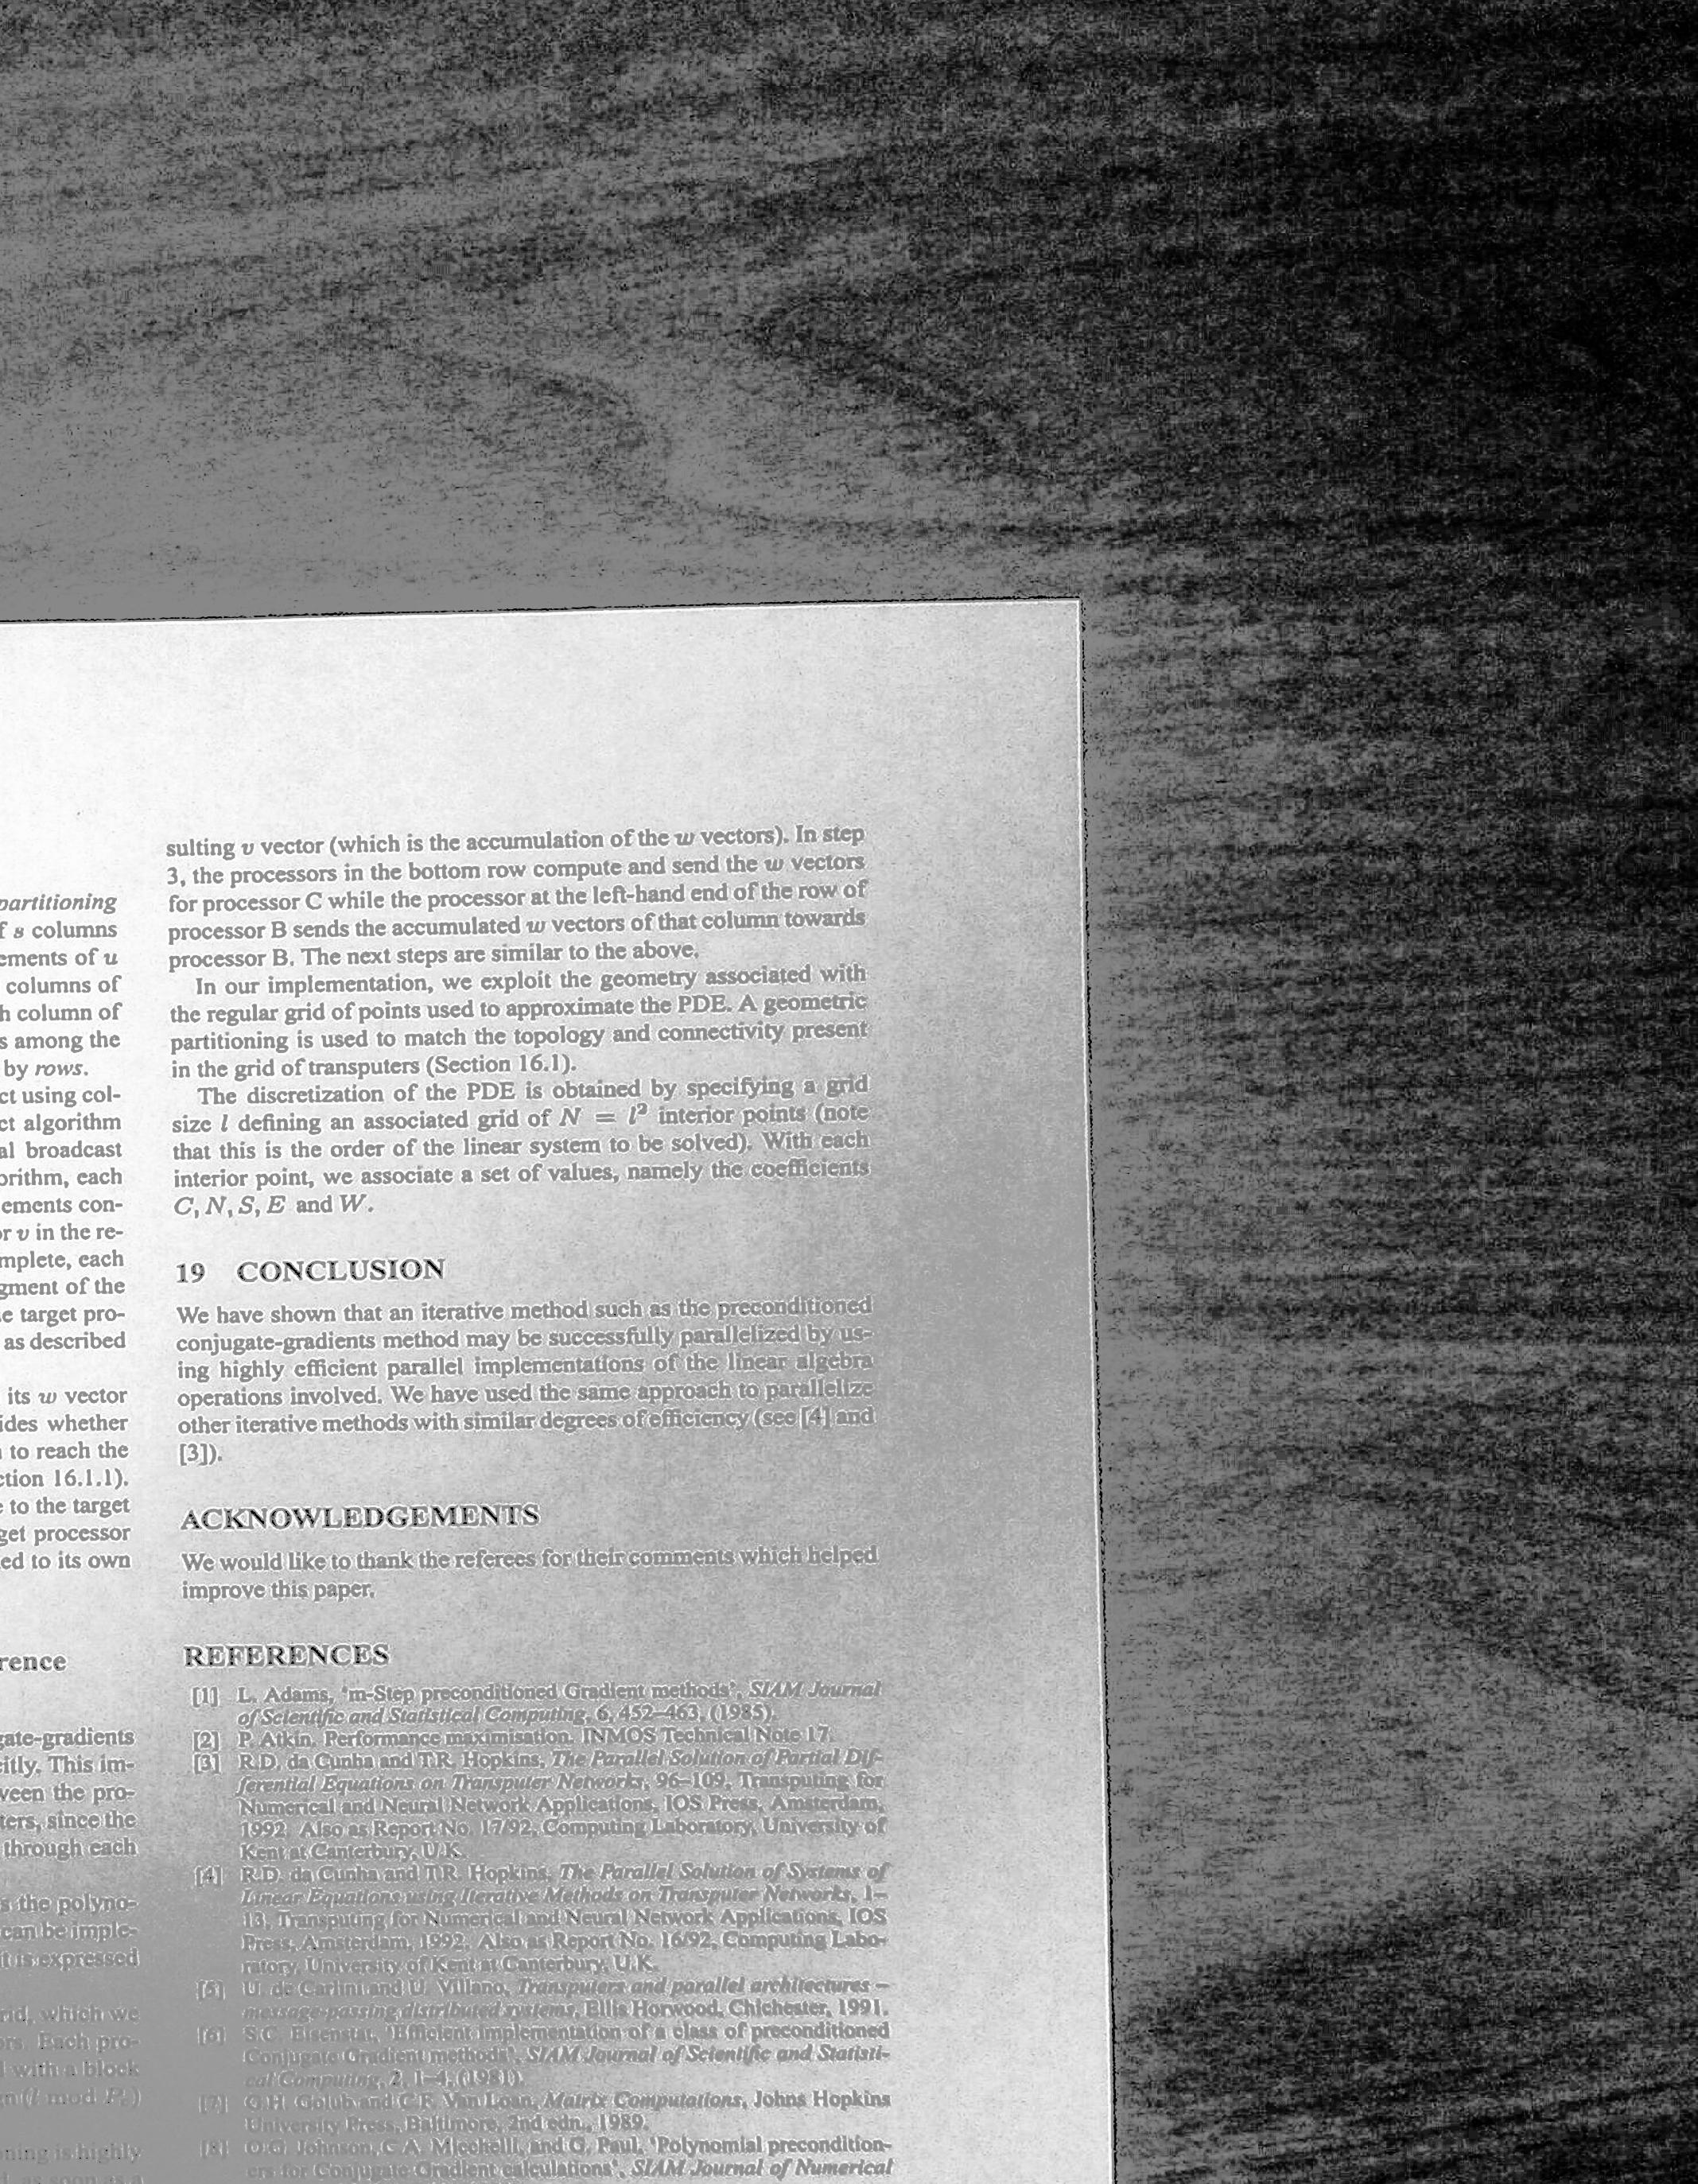 partitioning
s columns
ements of u
columns of
h column of
s among the
by rows.
ct using col-
ct algorithm
al broadcast
orithm, each
ements con-
or v in the re-
mplete, each
gment of the
e target pro-
as described
its w vector
ides whether
to reach the
ction 16.1.1).
to the target
get processor
ed to its own
rence
gate-gradients
itly. This im-
ween the pro-
ters, since the
through each
s the polyno-
can be imple-
t is expressed
rid, which we
ors. Each pro-
with a block
mod
ning is highly
as soon as a
sulting v vector (which is the accumulation of the w vectors). In step
3, the processors in the bottom row compute and send the w vectors
for processor C while the processor at the left-hand end of the row of
processor B sends the accumulated w vectors of that column towards
processor B. The next steps are similar to the above.
In our implementation, we exploit the geometry associated with
the regular grid of points used to approximate the PDE. A geometric
partitioning is used to match the topology and connectivity present
in the grid of transputers (Section 16.1).
The discretization of the PDE is obtained by specifying a grid
size l defining an associated grid of N = l² interior points (note
that this is the order of the linear system to be solved). With each
interior point, we associate a set of values, namely the coefficients
C, N, S, E and W.
19 CONCLUSION
We have shown that an iterative method such as the preconditioned
conjugate-gradients method may be successfully parallelized by us-
ing highly efficient parallel implementations of the linear algebra
operations involved. We have used the same approach to parallelize
other iterative methods with similar degrees of efficiency (see [4] and
[3]).
ACKNOWLEDGEMENTS
We would like to thank the referees for their comments which helped
improve this paper.
REFERENCES
[1] L. Adams, 'm-Step preconditioned Gradient methods', SIAM Journal
of Scientific and Statistical Computing, 6, 452–463, (1985).
[2] P. Atkin. Performance maximisation. INMOS Technical Note 17.
[3] R.D. da Cunha and T.R. Hopkins, The Parallel Solution of Partial Dif-
ferential Equations on Transputer Networks, 96–109, Transputing for
Numerical and Neural Network Applications, IOS Press, Amsterdam,
1992. Also as Report No. 17/92, Computing Laboratory, University of
Kent at Canterbury, U.K.
[4] R.D. da Cunha and T.R. Hopkins, The Parallel Solution of Systems of
Linear Equations using Iterative Methods on Transputer Networks, 1–
13, Transputing for Numerical and Neural Network Applications, IOS
Press, Amsterdam, 1992. Also as Report No. 16/92, Computing Labo-
ratory, University of Kent at Canterbury, U.K.
[5] U. de Carlini and U. Villano, Transputers and parallel architectures –
message-passing distributed systems, Ellis Horwood, Chichester, 1991.
[6] S.C. Eisenstat, 'Efficient implementation of a class of preconditioned
Conjugate Gradient methods', SIAM Journal of Scientific and Statisti-
cal Computing, 2, 1–4, (1981).
[7] G.H. Golub and C.F. Van Loan, Matrix Computations, Johns Hopkins
University Press, Baltimore, 2nd edn., 1989.
[8] O.G. Johnson, C.A. Micchelli, and G. Paul, 'Polynomial precondition-
ers for Conjugate Gradient calculations', SIAM Journal of Numerical